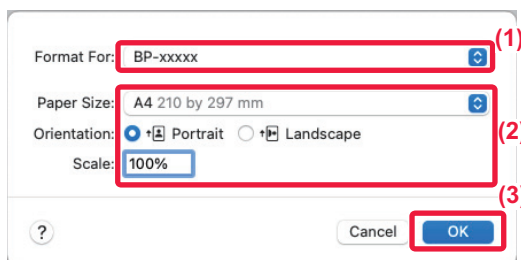 (1)
Format For: BP-xxxxx
Paper Size: A4 210 by 297 mm
Orientation: Portrait Landscape
(2)
Scale: 100%
(3)
? Cancel OK